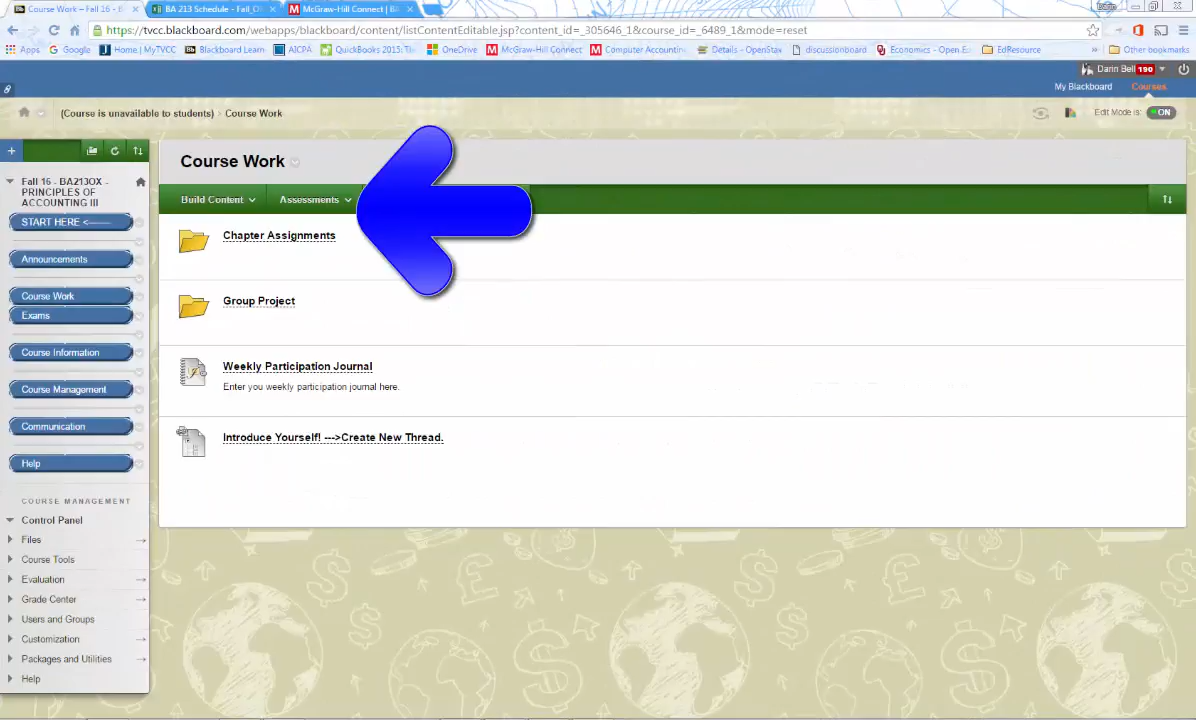 Course Work – Fall 16 - B
BA 213 Schedule - Fall_O
McGraw-Hill Connect | BA
https://tvcc.blackboard.com/webapps/blackboard/content/listContentEditable.jsp?content_id=_305646_1&course_id=_6489_1&mode=reset
Apps
Google
Home | MyTVCC
Blackboard Learn
AICPA
QuickBooks 2015: Th
OneDrive
McGraw-Hill Connect
Computer Accountin
Details - OpenStax
discussionboard
Economics - Open.E
EdResource
»
Other bookmarks
Darin Bell 190
My Blackboard
Courses
(Course is unavailable to students) > Course Work
Edit Mode is: ON
Fall 16 - BA213OX -
PRINCIPLES OF
ACCOUNTING III
START HERE <-------
Announcements
Course Work
Exams
Course Information
Course Management
Communication
Help
COURSE MANAGEMENT
Control Panel
Files
Course Tools
Evaluation
Grade Center
Users and Groups
Customization
Packages and Utilities
Help
Course Work
Build Content
Assessments
Chapter Assignments
Group Project
Weekly Participation Journal
Enter you weekly participation journal here.
Introduce Yourself! --->Create New Thread.